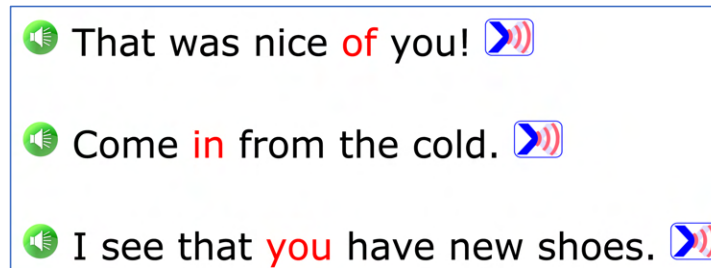 That was nice of you!
Come in from the cold.
I see that you have new shoes.